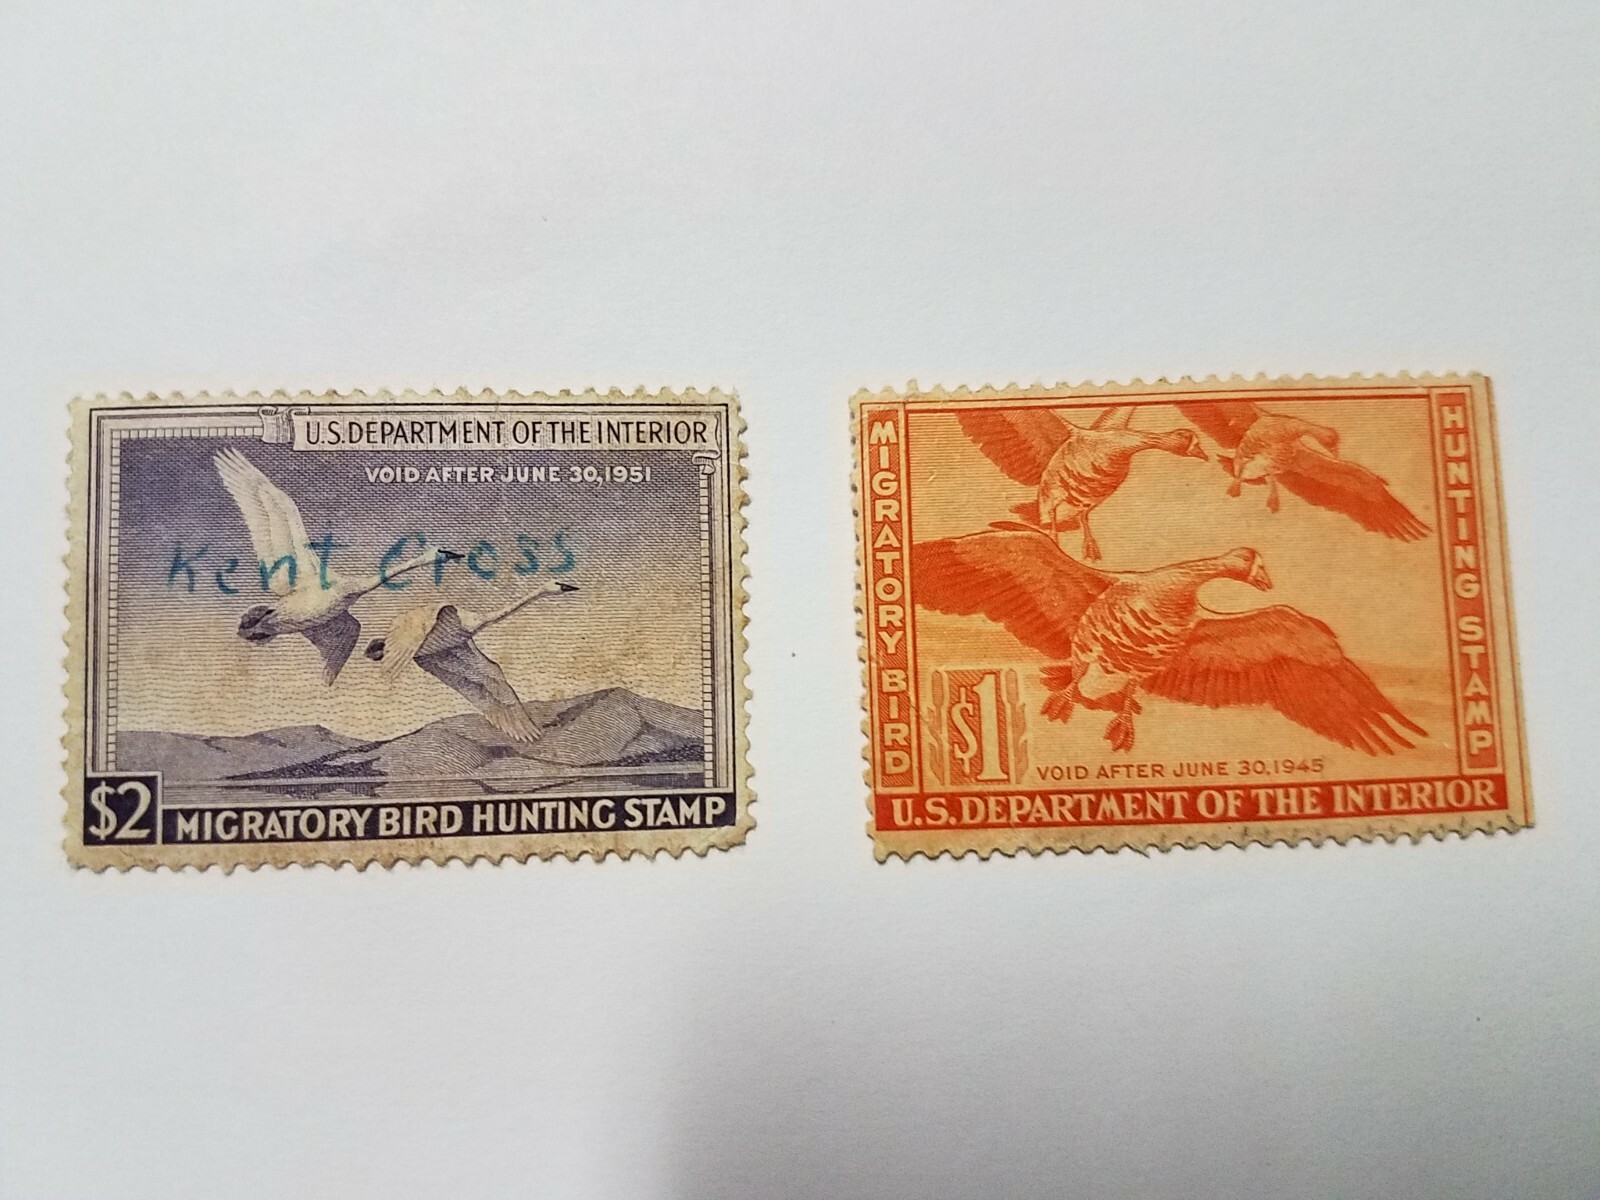 U.S.DEPARTMENT OF THE INTERIOR
VOID AFTER JUNE 30,1951
Kent Cross
$2
MIGRATORY BIRD HUNTING STAMP
MIGRATORY BIRD
HUNTING STAMP
$1
VOID AFTER JUNE 30,1945
U.S.DEPARTMENT OF THE INTERIOR